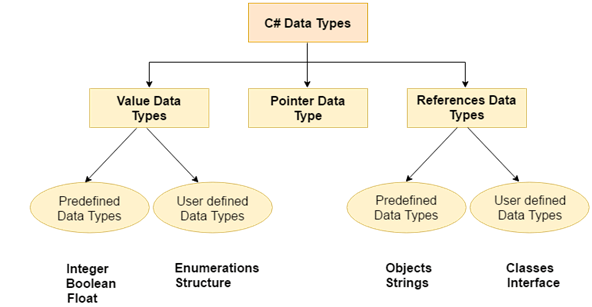 C# Data Types
Value Data
Types
Pointer Data
Type
References Data
Types
Predefined
Data Types
User defined
Data Types
Predefined
Data Types
User defined
Data Types
Integer
Boolean
Float
Enumerations
Structure
Objects
Strings
Classes
Interface